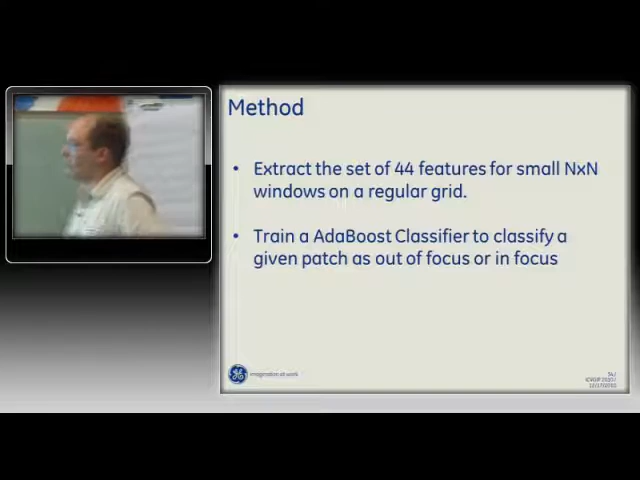 Method
• Extract the set of 44 features for small NxN
windows on a regular grid.
• Train a AdaBoost Classifier to classify a
given patch as out of focus or in focus
imagination at work